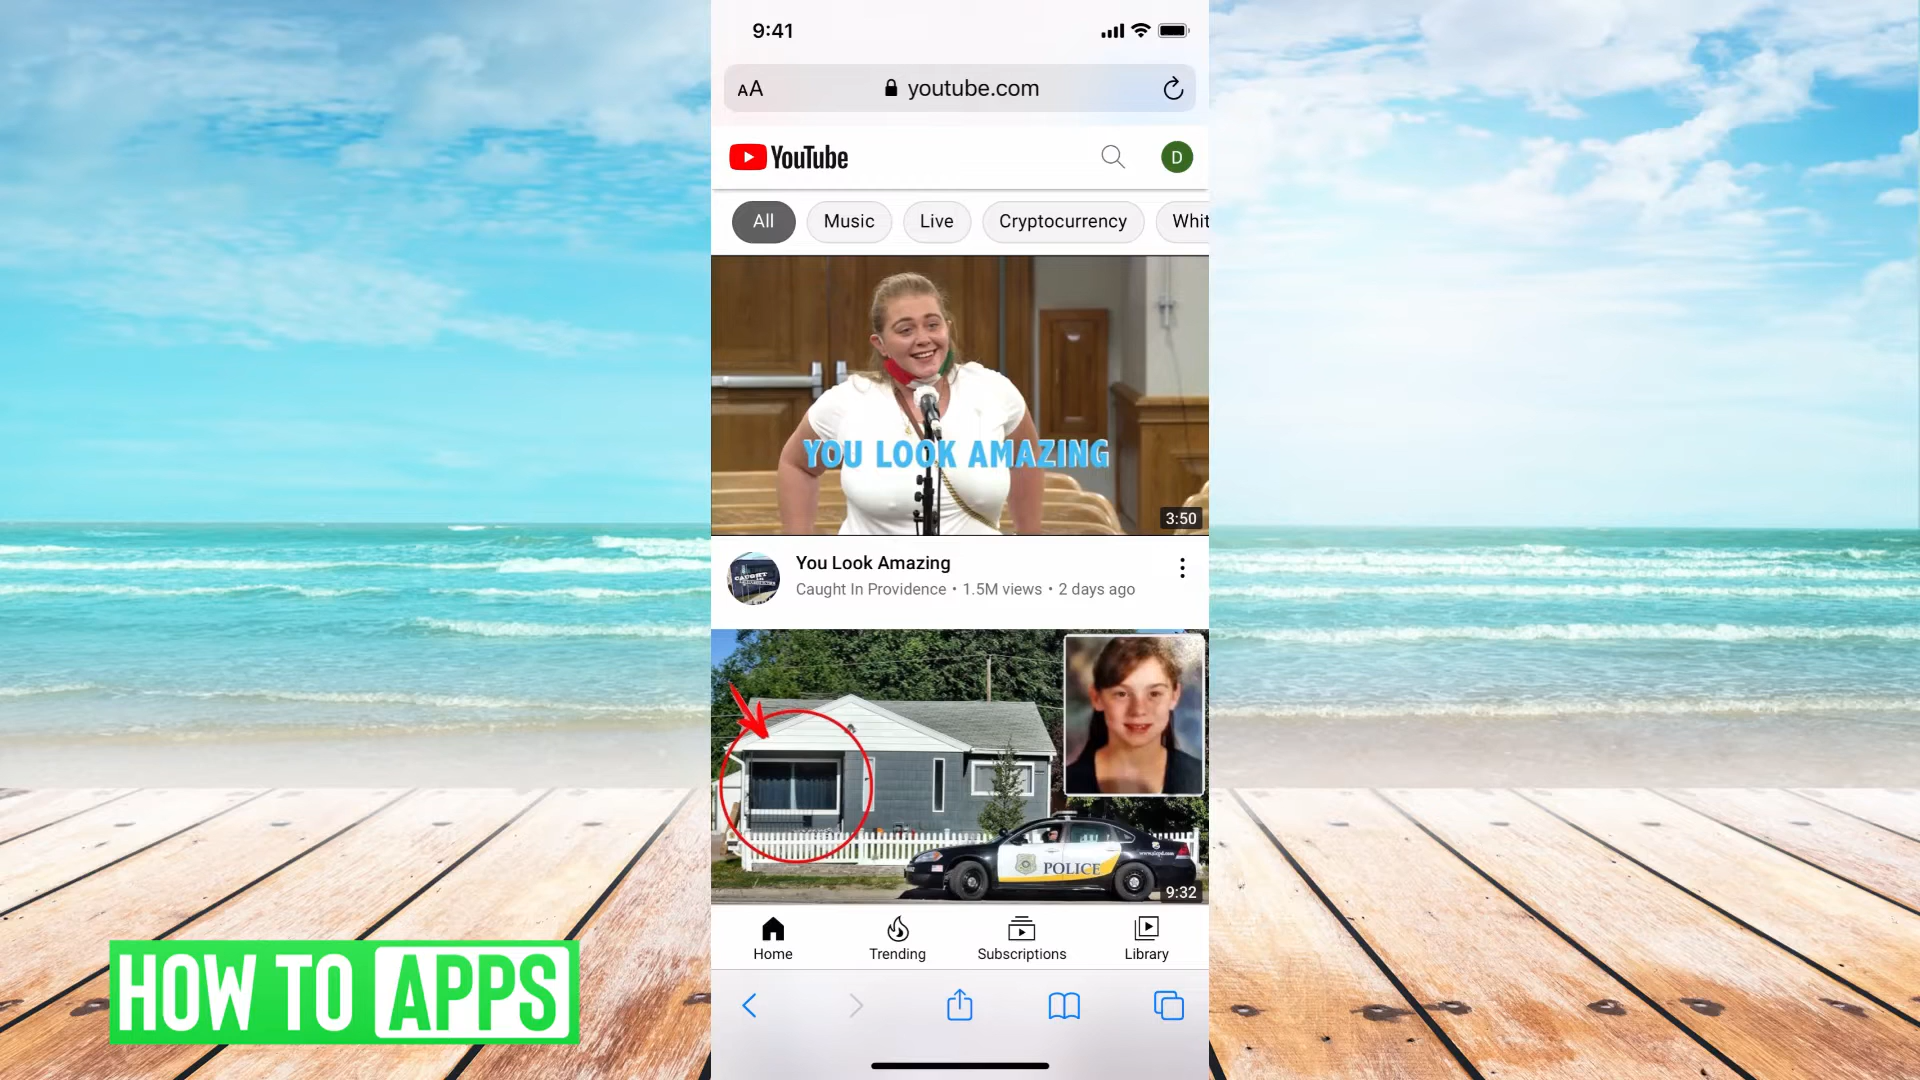 9:41
AA
youtube.com
YouTube
D
All
Music
Live
Cryptocurrency
Whit
YOU LOOK AMAZING
3:50
You Look Amazing
Caught In Providence • 1.5M views • 2 days ago
POLICE
9:32
Home
Trending
Subscriptions
Library
HOW TO APPS